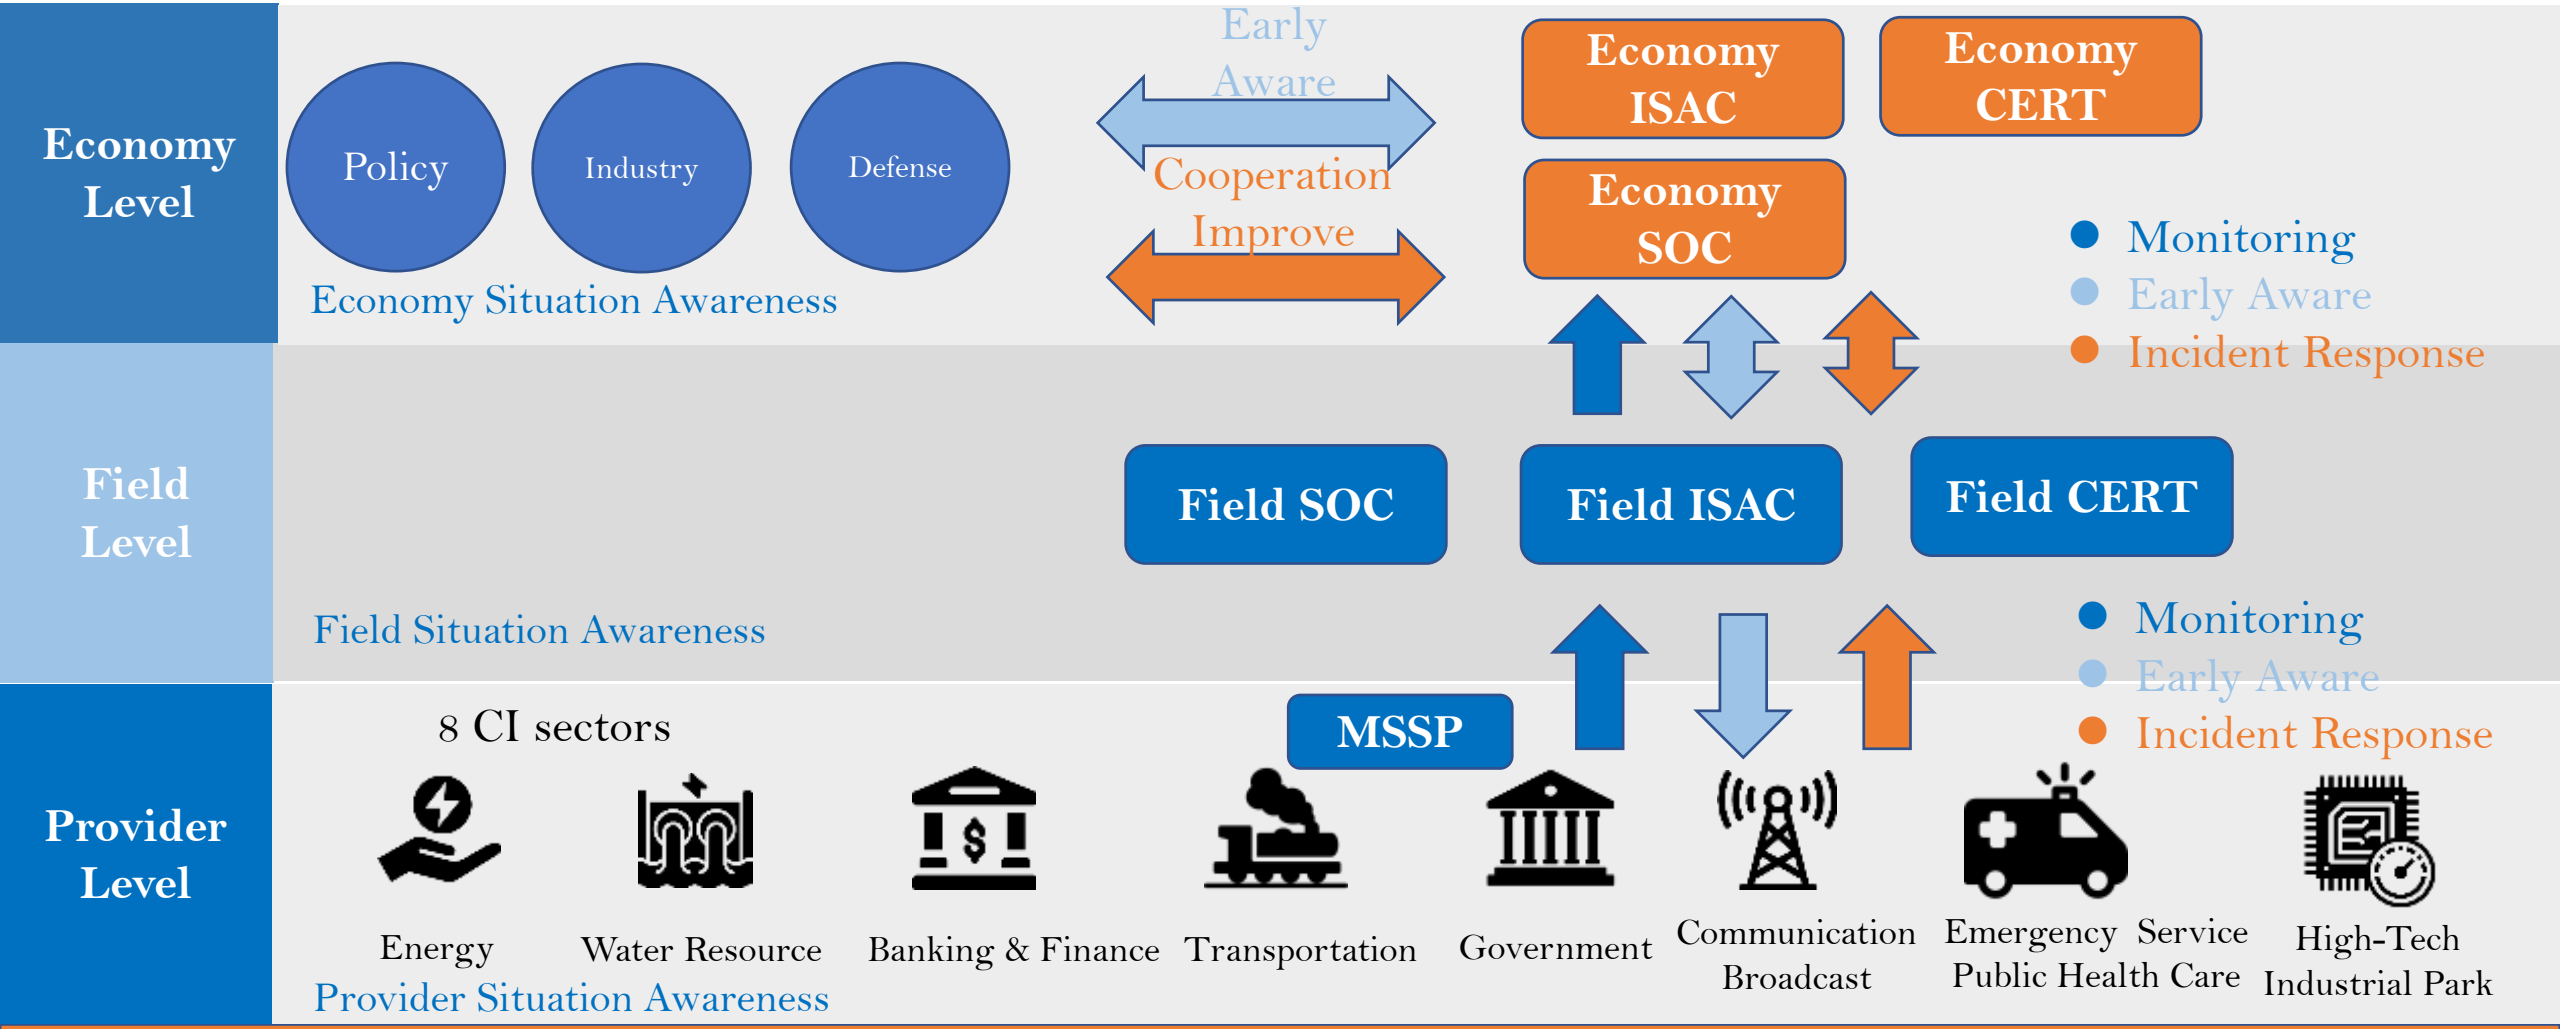 Economy
Level
Policy
Industry
Defense
Economy Situation Awareness
Early
Aware
Cooperation
Improve
Economy
ISAC
Economy
CERT
Economy
SOC
Monitoring
Early Aware
Incident Response
Field
Level
Field SOC
Field ISAC
Field CERT
Field Situation Awareness
Monitoring
Early Aware
Incident Response
Provider
Level
8 CI sectors
MSSP
$
Energy
Water Resource
Banking & Finance
Transportation
Government
Communication
Broadcast
Emergency Service
Public Health Care
High-Tech
Industrial Park
Provider Situation Awareness